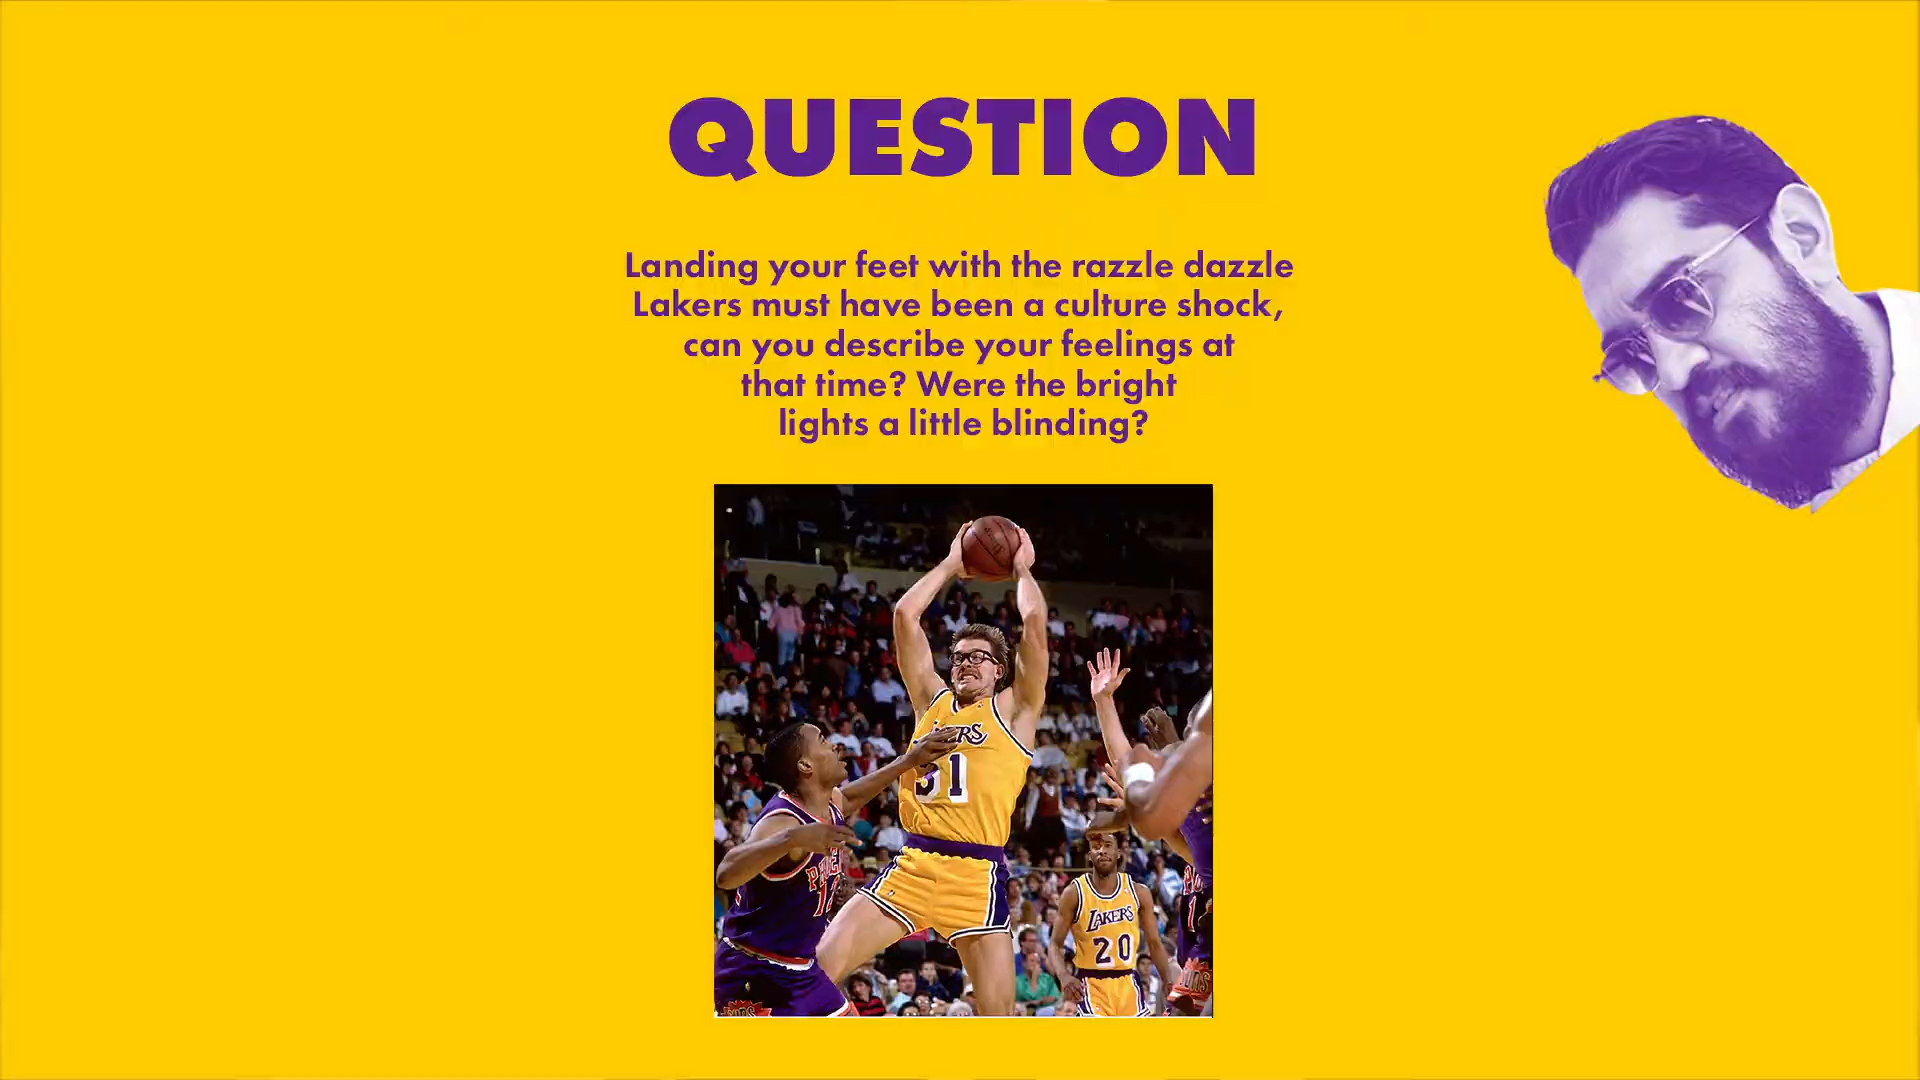 QUESTION
Landing your feet with the razzle dazzle
Lakers must have been a culture shock,
can you describe your feelings at
that time? Were the bright
lights a little blinding?
31
LAKERS
20